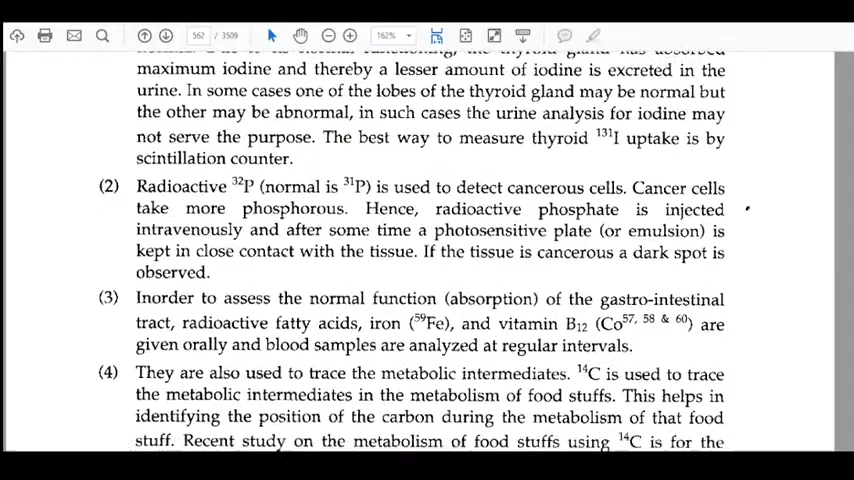 562 / 3509
162%
maximum iodine and thereby a lesser amount of iodine is excreted in the
urine. In some cases one of the lobes of the thyroid gland may be normal but
the other may be abnormal, in such cases the urine analysis for iodine may
not serve the purpose. The best way to measure thyroid ¹³¹I uptake is by
scintillation counter.
(2) Radioactive ³²P (normal is ³¹P) is used to detect cancerous cells. Cancer cells
take more phosphorous. Hence, radioactive phosphate is injected
intravenously and after some time a photosensitive plate (or emulsion) is
kept in close contact with the tissue. If the tissue is cancerous a dark spot is
observed.
(3) Inorder to assess the normal function (absorption) of the gastro-intestinal
tract, radioactive fatty acids, iron (⁵⁹Fe), and vitamin B₁₂ (Co⁵⁷, ⁵⁸ & ⁶⁰) are
given orally and blood samples are analyzed at regular intervals.
(4) They are also used to trace the metabolic intermediates. ¹⁴C is used to trace
the metabolic intermediates in the metabolism of food stuffs. This helps in
identifying the position of the carbon during the metabolism of that food
stuff. Recent study on the metabolism of food stuffs using ¹⁴C is for the